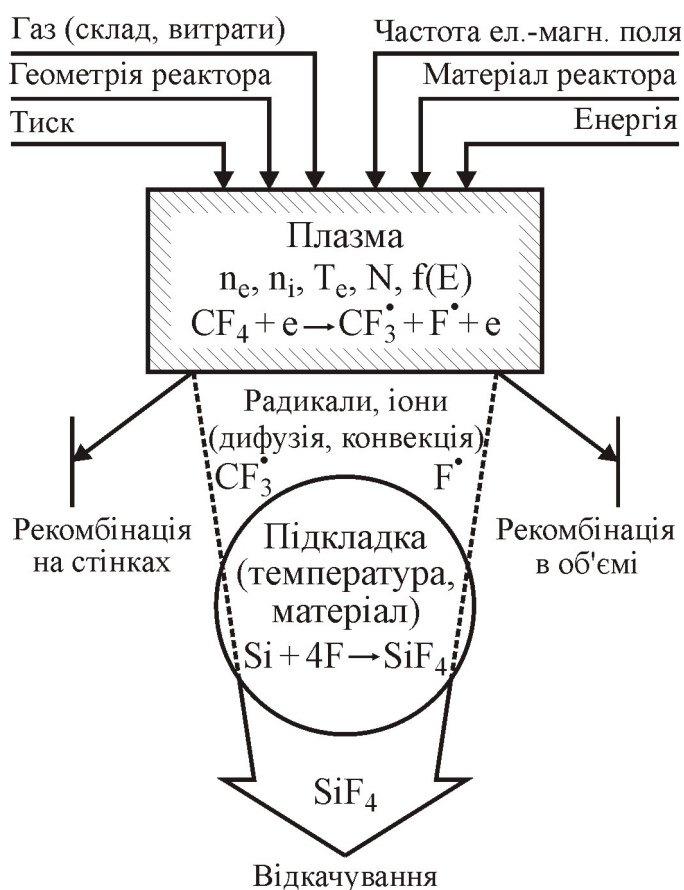 Газ (склад, витрати)
Геометрія реактора
Тиск
Частота ел.-магн. поля
Матеріал реактора
Енергія
Плазма
nₑ, nᵢ, Tₑ, N, f(E)
CF₄ + e → CF₃• + F• + e
Радикали, іони
(дифузія, конвекція)
CF₃• F•
Рекомбінація
на стінках
Підкладка
(температура,
матеріал)
Si + 4F → SiF₄
Рекомбінація
в об'ємі
SiF₄
Відкачування